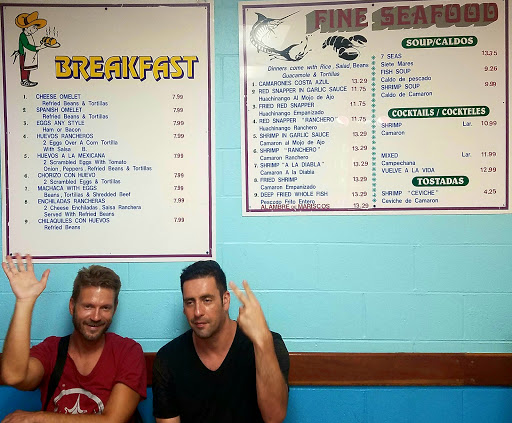 BREAKFAST
1. CHEESE OMELET 7.99
Refried Beans & Tortillas
2. SPANISH OMELET 7.99
Refried Beans & Tortillas
3. EGGS ANY STYLE 7.99
Ham or Bacon
4. HUEVOS RANCHEROS 7.99
2 Eggs Over A Corn Tortilla
With Salsa B.
5. HUEVOS A LA MEXICANA 7.99
2 Scrambled Eggs With Tomato
Onion, Peppers, Refried Beans & Tortillas
6. CHORIZO CON HUEVO 7.99
2 Scrambled Eggs & Tortillas
7. MACHACA WITH EGGS 7.99
Beans, Tortillas & Shredded Beef
8. ENCHILADAS RANCHERAS 7.99
2 Cheese Enchiladas, Salsa Ranchera
Served With Refried Beans
9. CHILAQUILES CON HUEVOS 7.99
Refried Beans
FINE SEAFOOD
Dinners come with Rice, Salad, Beans
Guacamole & Tortillas
1. CAMARONES COSTA AZUL 13.29
2. RED SNAPPER IN GARLIC SAUCE 11.75
Huachinango Al Mojo de Ajo
3. FRIED RED SNAPPER 11.75
Huachinango Empanizado
4. RED SNAPPER "RANCHERO" 11.75
Huachinango Ranchero
5. SHRIMP IN GARLIC SAUCE 13.29
Camaron al Mojo de Ajo
6. SHRIMP "RANCHERO" 13.29
Camaron Ranchero
7. SHRIMP "A LA DIABLA" 13.29
Camaron A la Diabla
8. FRIED SHRIMP 13.29
Camaron Empanizado
9. DEEP FRIED WHOLE FISH 13.29
Pescado Frito Entero
ALAMBRE de MARISCOS 13.29
SOUP/CALDOS
7 SEAS 13.25
Siete Mares
FISH SOUP 9.26
Caldo de pescado
SHRIMP SOUP 9.99
Caldo de Camaron
COCKTAILS / COCKTELES
SHRIMP Lar. 10.99
Camaron
MIXED Lar. 11.99
Campechana
VUELVE A LA VIDA 12.99
TOSTADAS
SHRIMP "CEVICHE" 4.25
Ceviche de Camaron